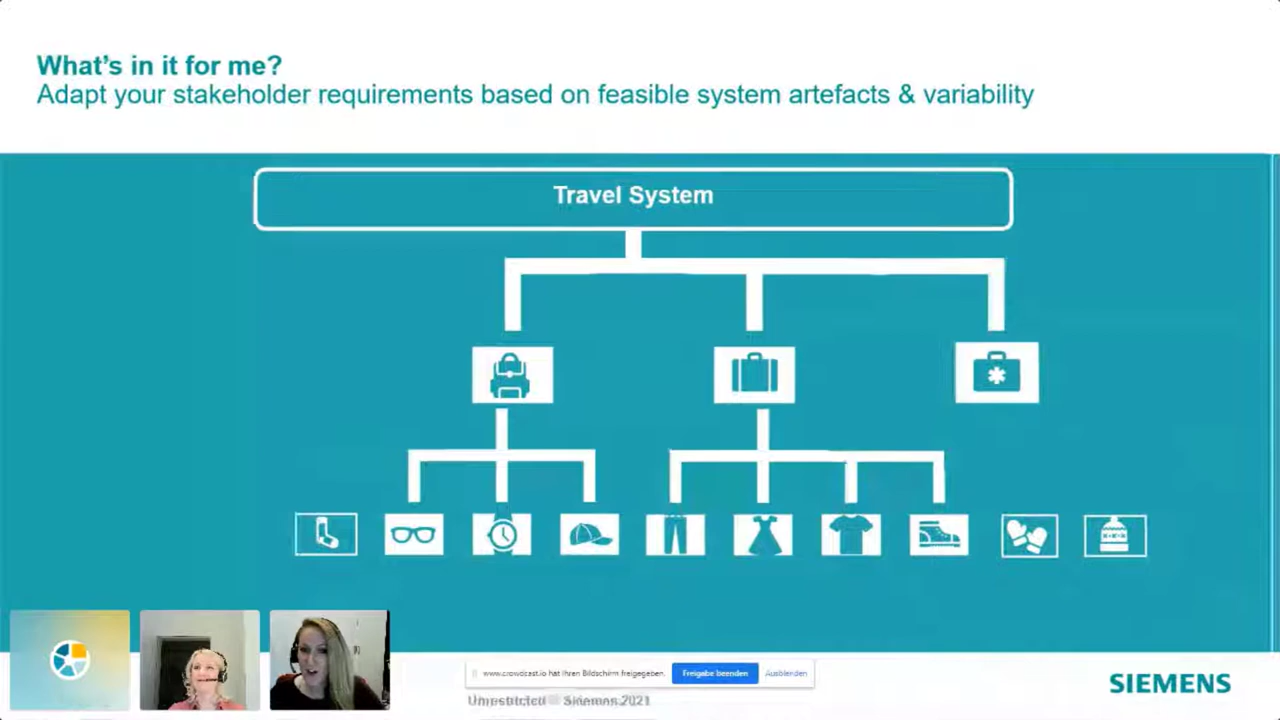 What's in it for me?
Adapt your stakeholder requirements based on feasible system artefacts & variability
Travel System
www.crowdcast.io hat Ihren Bildschirm freigegeben.
Freigabe beenden
Ausblenden
SIEMENS
2021